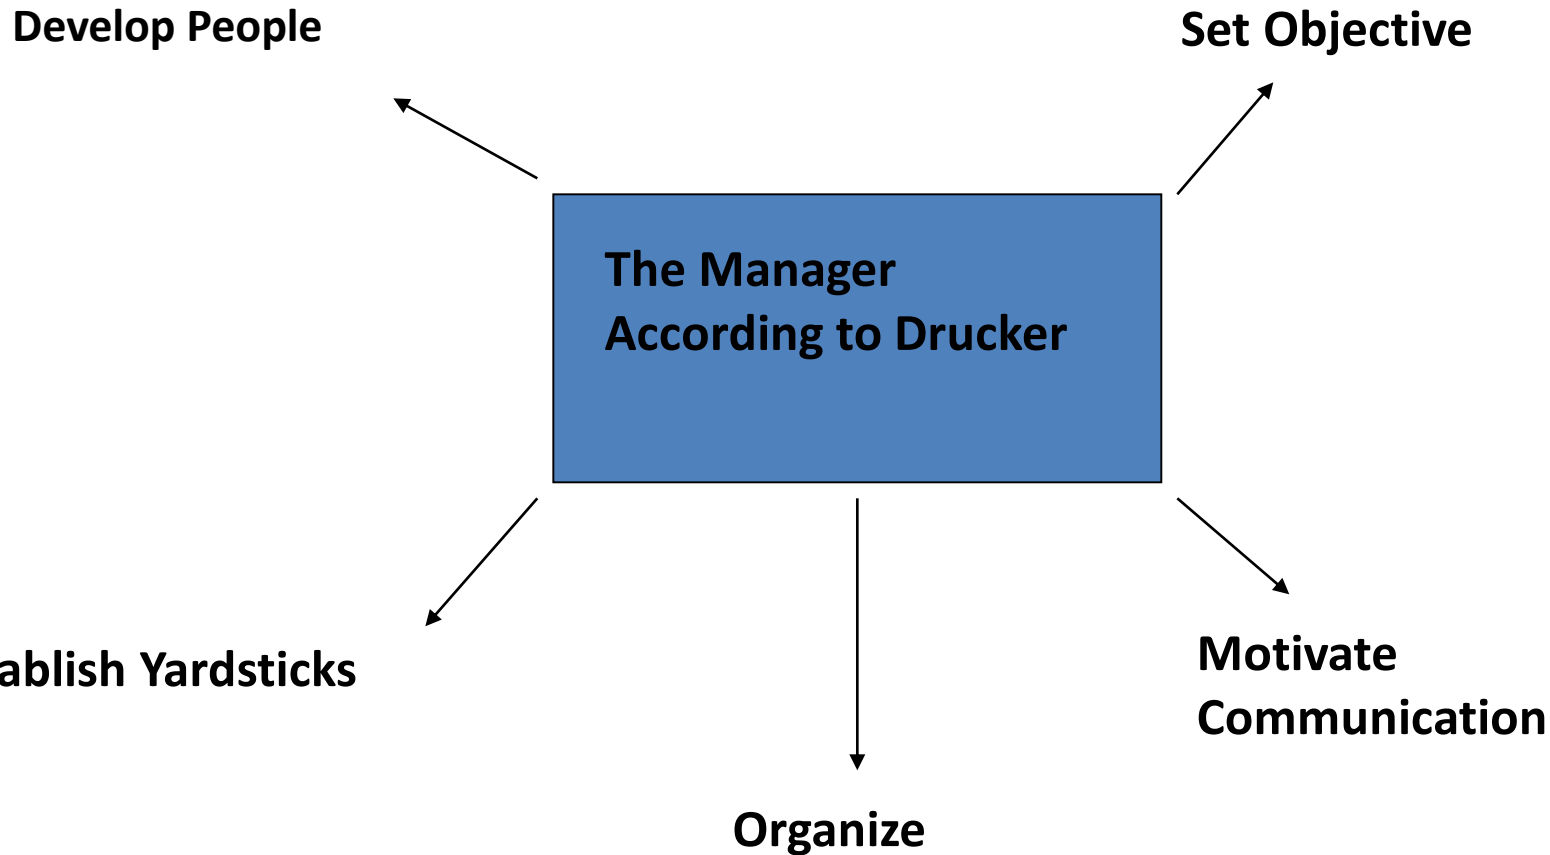 Develop People
Set Objective
The Manager
According to Drucker
ablish Yardsticks
Motivate
Communication
Organize